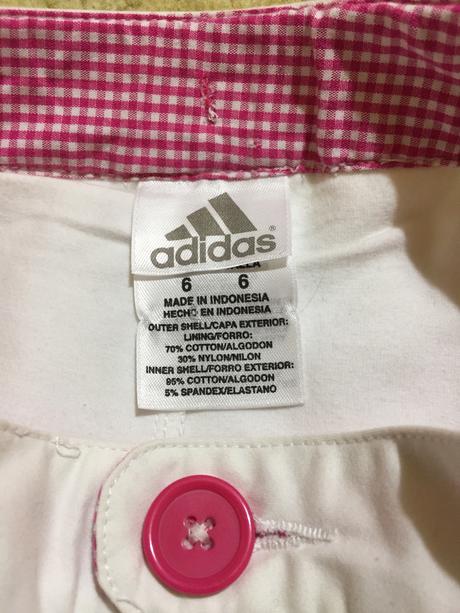 adidas®
6 6
MADE IN INDONESIA
HECHO EN INDONESIA
OUTER SHELL/CAPA EXTERIOR:
LINING/FORRO:
70% COTTON/ALGODON
30% NYLON/NILON
INNER SHELL/FORRO EXTERIOR:
95% COTTON/ALGODON
5% SPANDEX/ELASTANO